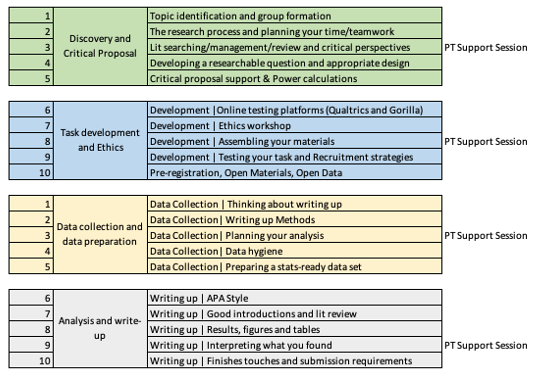 1 Topic identification and group formation
2 Discovery and The research process and planning your time/teamwork
3 Critical Proposal Lit searching/management/review and critical perspectives PT Support Session
4 Developing a researchable question and appropriate design
5 Critical proposal support & Power calculations
6 Development |Online testing platforms (Qualtrics and Gorilla)
7 Task development Development | Ethics workshop
8 and Ethics Development | Assembling your materials PT Support Session
9 Development | Testing your task and Recruitment strategies
10 Pre-registration, Open Materials, Open Data
1 Data Collection| Thinking about writing up
2 Data collection and Data Collection| Writing up Methods
3 data preparation Data Collection| Planning your analysis PT Support Session
4 Data Collection| Data hygiene
5 Data Collection| Preparing a stats-ready data set
6 Writing up | APA Style
7 Analysis and write- Writing up | Good introductions and lit review
8 up Writing up | Results, figures and tables
9 Writing up | Interpreting what you found PT Support Session
10 Writing up | Finishes touches and submission requirements